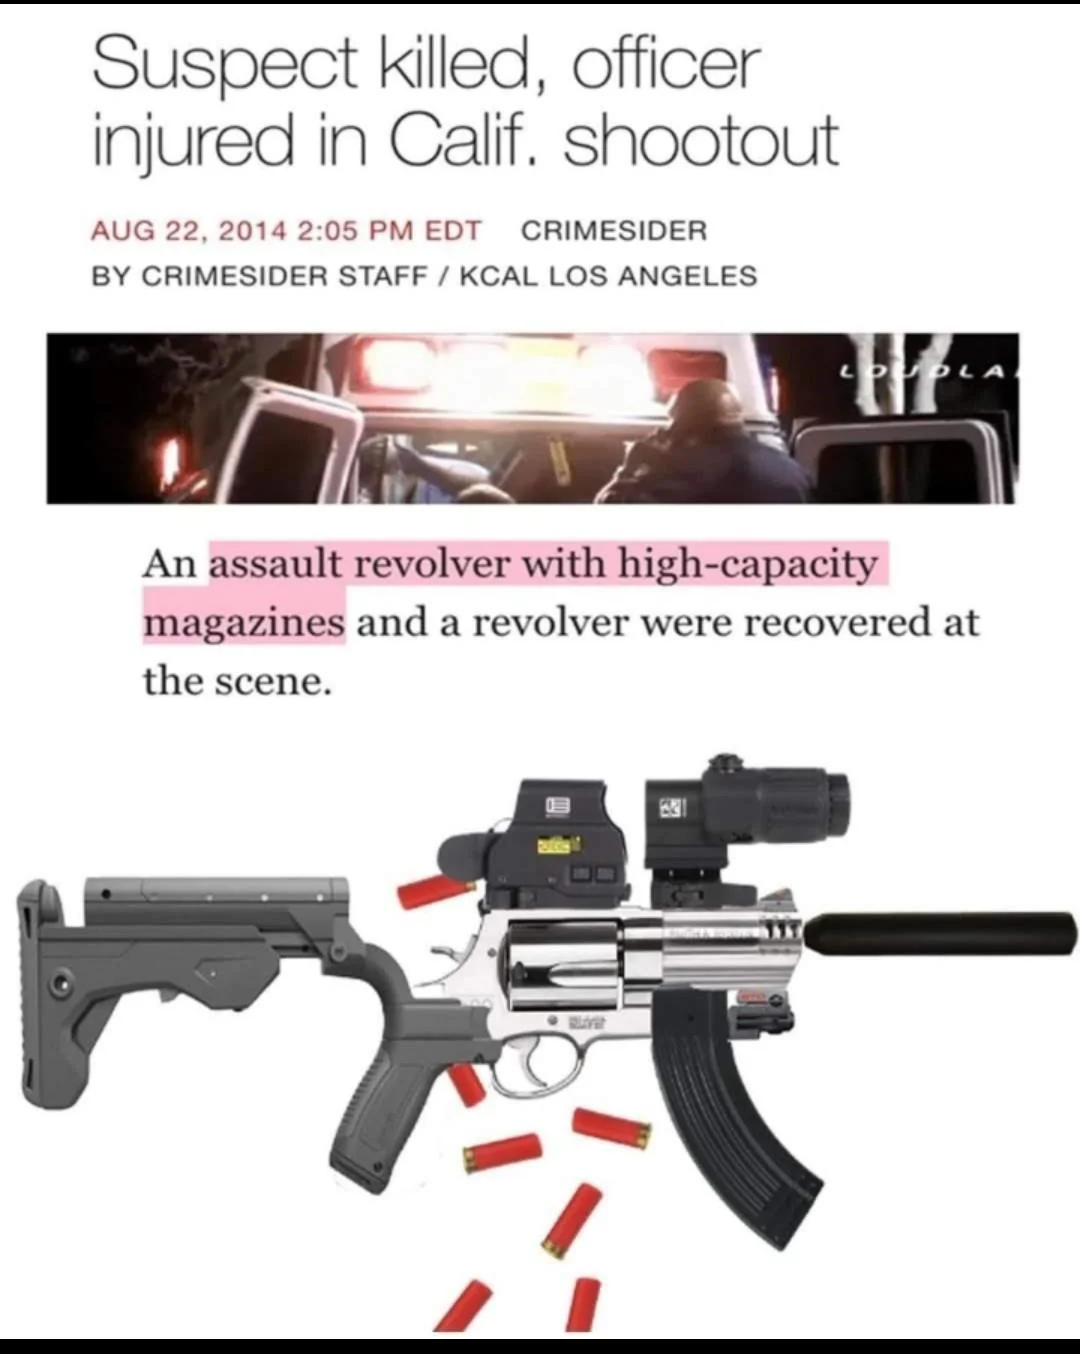 Suspect killed, officer
injured in Calif. shootout
AUG 22, 2014 2:05 PM EDT CRIMESIDER
BY CRIMESIDER STAFF / KCAL LOS ANGELES
An assault revolver with high-capacity
magazines and a revolver were recovered at
the scene.